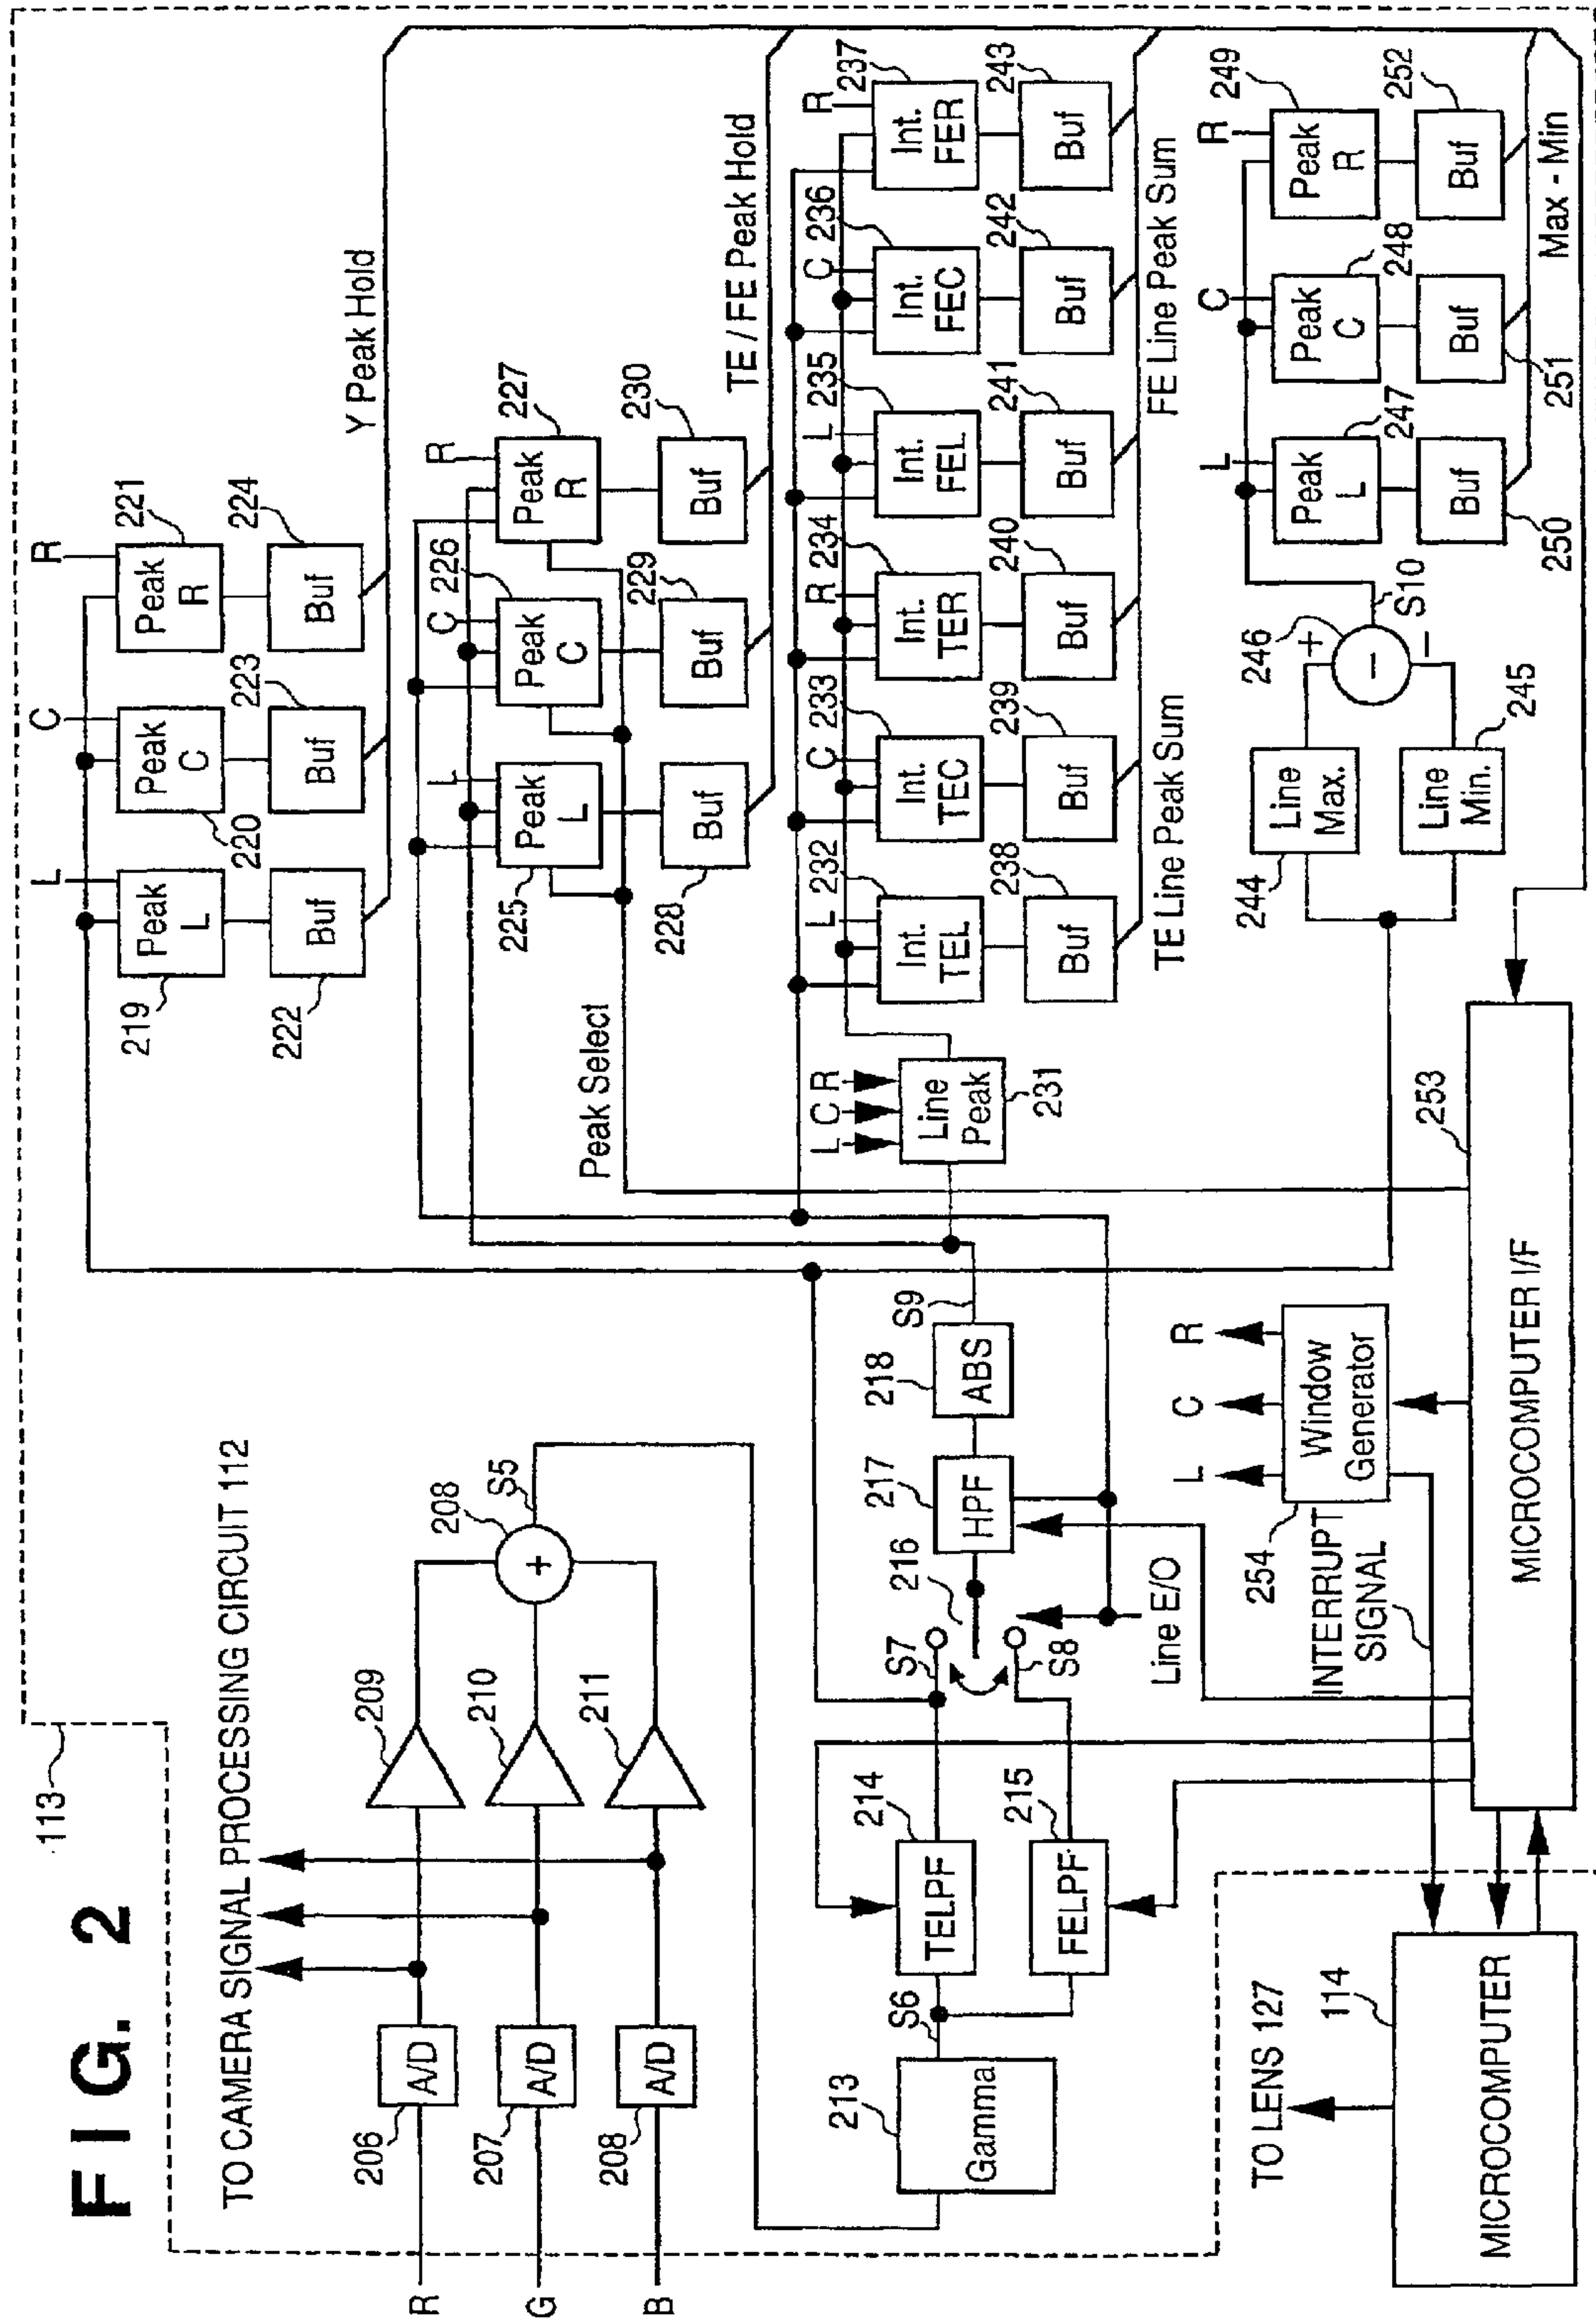 FIG. 2
113
TO CAMERA SIGNAL PROCESSING CIRCUIT 112
R
206
A/D
209
G
207
A/D
210
B
208
A/D
211
208
+
S5
213
Gamma
S6
214
TELPF
215
FELPF
S7
S8
216
Line E/O
217
HPF
218
ABS
S9
L
C
R
219
Peak L
220
Peak C
221
Peak R
222
Buf
223
Buf
224
Buf
Y Peak Hold
L
C
R
225
Peak L
226
Peak C
227
Peak R
228
Buf
229
Buf
230
Buf
Peak Select
TE / FE Peak Hold
L C R
Line Peak
231
L
232
Int. TEL
C
233
Int. TEC
R
234
Int. TER
L
235
Int. FEL
C
236
Int. FEC
R
237
Int. FER
238
Buf
239
Buf
240
Buf
241
Buf
242
Buf
243
Buf
TE Line Peak Sum
FE Line Peak Sum
244
Line Max.
245
Line Min.
246
+
−
−
S10
L
C
R
247
Peak L
248
Peak C
249
Peak R
250
Buf
251
Buf
252
Buf
Max - Min
L
C
R
254
Window Generator
INTERRUPT SIGNAL
253
MICROCOMPUTER I/F
TO LENS 127
114
MICROCOMPUTER